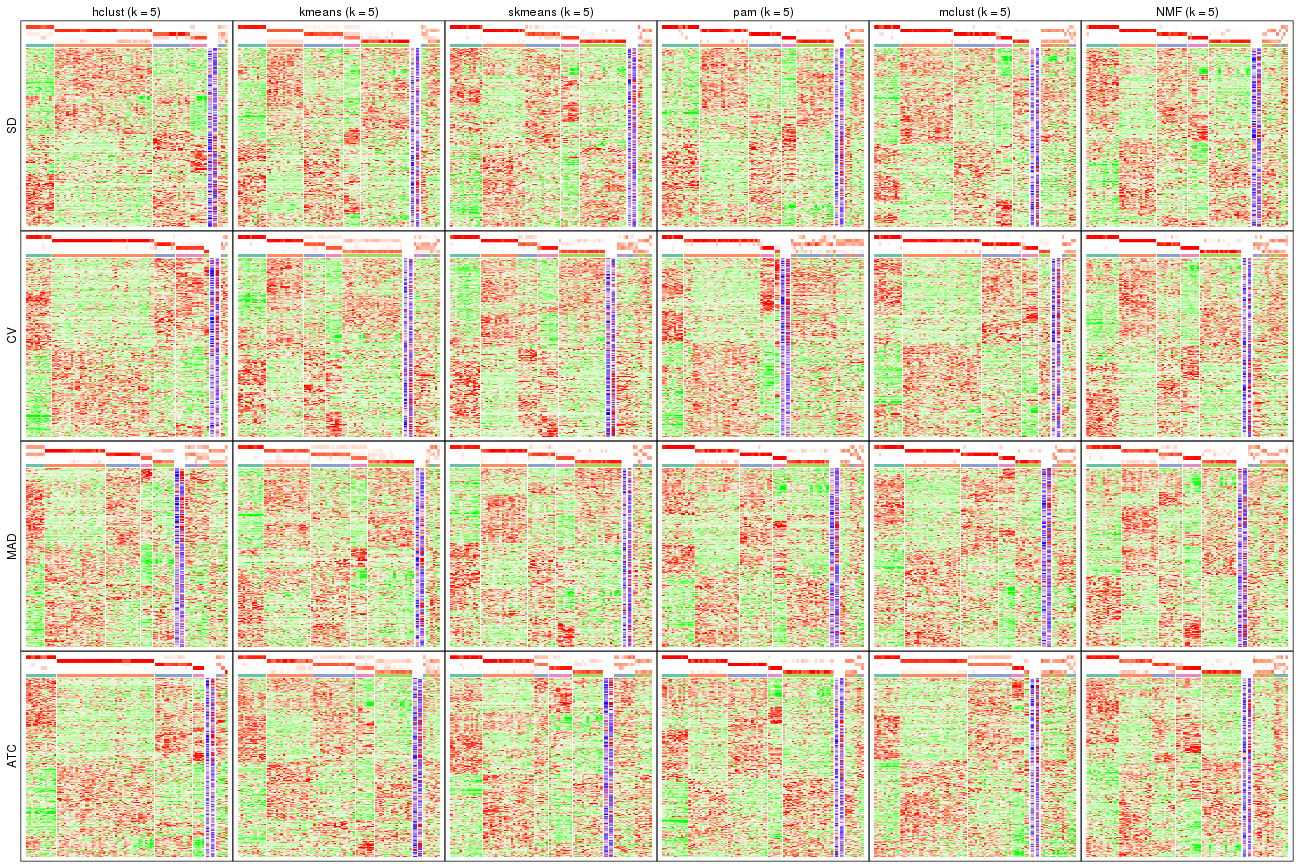 hclust (k = 5)
kmeans (k = 5)
skmeans (k = 5)
pam (k = 5)
mclust (k = 5)
NMF (k = 5)
SD
CV
MAD
ATC